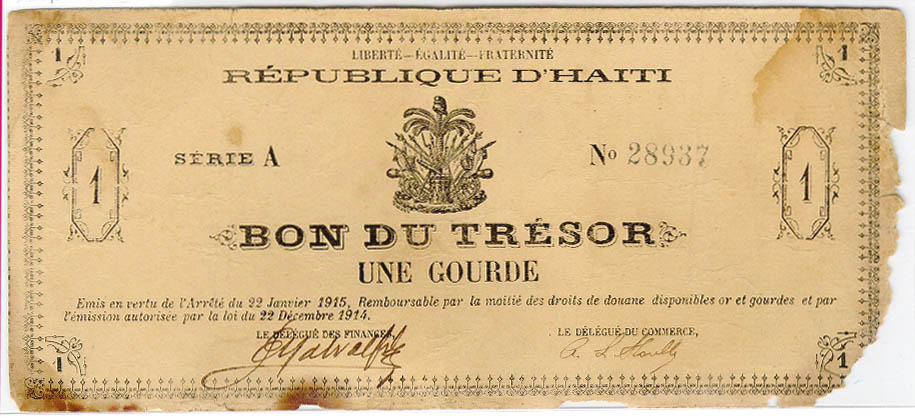 1 1
LIBERTÉ—ÉGALITÉ—FRATERNITÉ
RÉPUBLIQUE D'HAITI
SÉRIE A No 28937
1 1
BON DU TRÉSOR
UNE GOURDE
Emis en vertu de l'Arrêté du 22 Janvier 1915, Remboursable par la moitié des droits de douane disponibles or et gourdes et par
l'émission autorisée par la loi du 22 Décembre 1914.
LE DÉLÉGUÉ DES FINANCES, LE DÉLÉGUÉ DU COMMERCE,
1 1